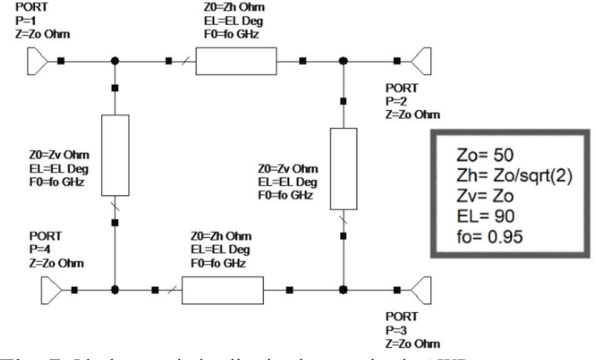 PORT
P=1
Z=Zo Ohm
Z0=Zh Ohm
EL=EL Deg
F0=fo GHz
PORT
P=2
Z=Zo Ohm
Z0=Zv Ohm
EL=EL Deg
F0=fo GHz
Z0=Zv Ohm
EL=EL Deg
F0=fo GHz
Zo= 50
Zh= Zo/sqrt(2)
Zv= Zo
EL= 90
fo= 0.95
PORT
P=4
Z=Zo Ohm
Z0=Zh Ohm
EL=EL Deg
F0=fo GHz
PORT
P=3
Z=Zo Ohm